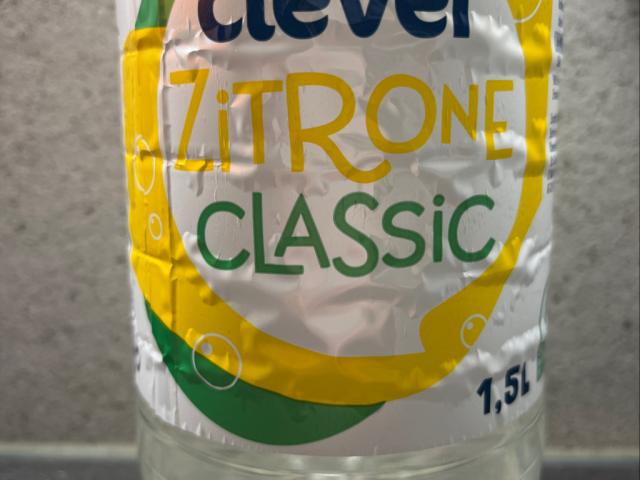 clever
ZiTRONE
CLASSiC
1,5L